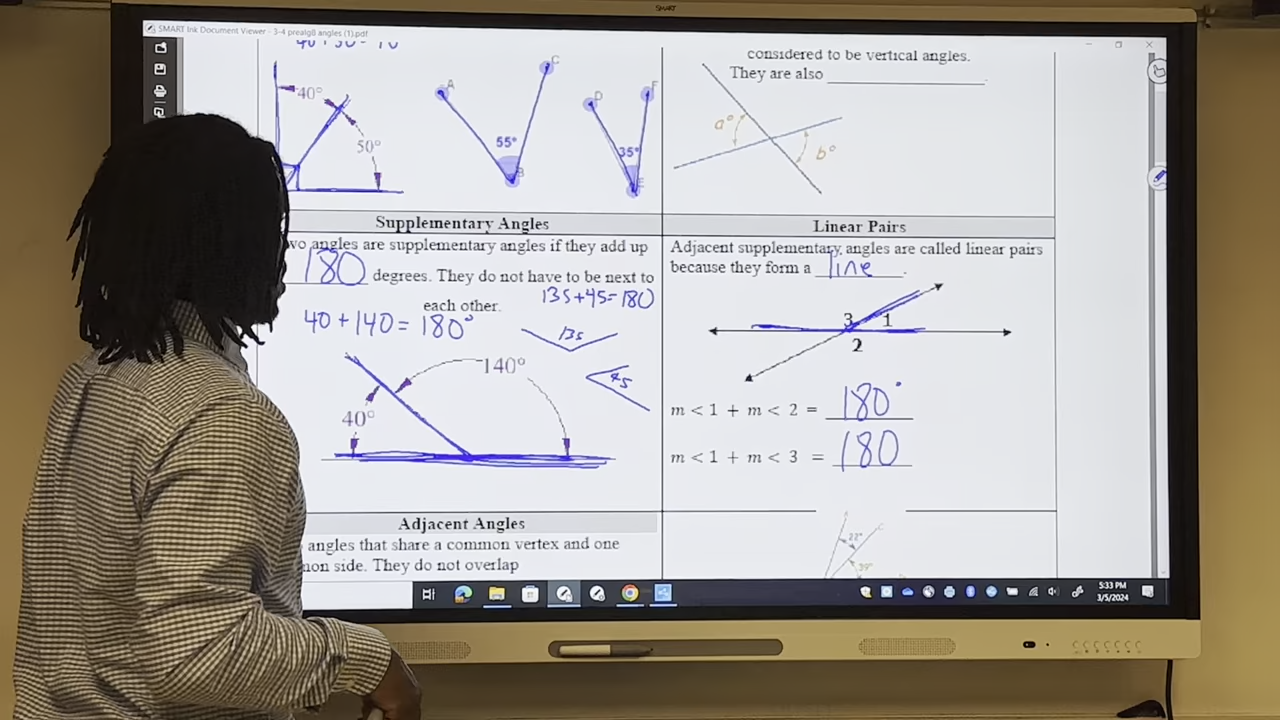 SMART
SMART Ink Document Viewer - 3-4 prealg8 angles (1).pdf
40°
50°
A
C
55°
B
D
F
35°
E
considered to be vertical angles.
They are also
a°
b°
Supplementary Angles
wo angles are supplementary angles if they add up
180 degrees. They do not have to be next to
each other.
135+45=180
40+140=180°
135
45
140°
40°
Linear Pairs
Adjacent supplementary angles are called linear pairs
because they form a line.
3
1
2
m<1 + m<2 = 180°
m<1 + m<3 = 180
Adjacent Angles
angles that share a common vertex and one
non side. They do not overlap
22°
C
39°
5:33 PM
3/5/2024